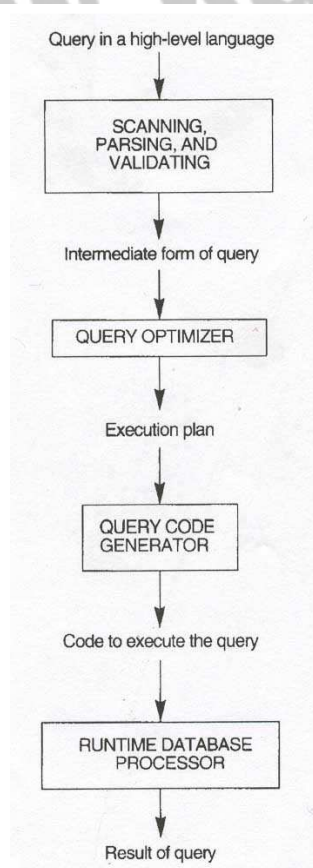 Query in a high-level language
SCANNING,
PARSING, AND
VALIDATING
Intermediate form of query
QUERY OPTIMIZER
Execution plan
QUERY CODE
GENERATOR
Code to execute the query
RUNTIME DATABASE
PROCESSOR
Result of query